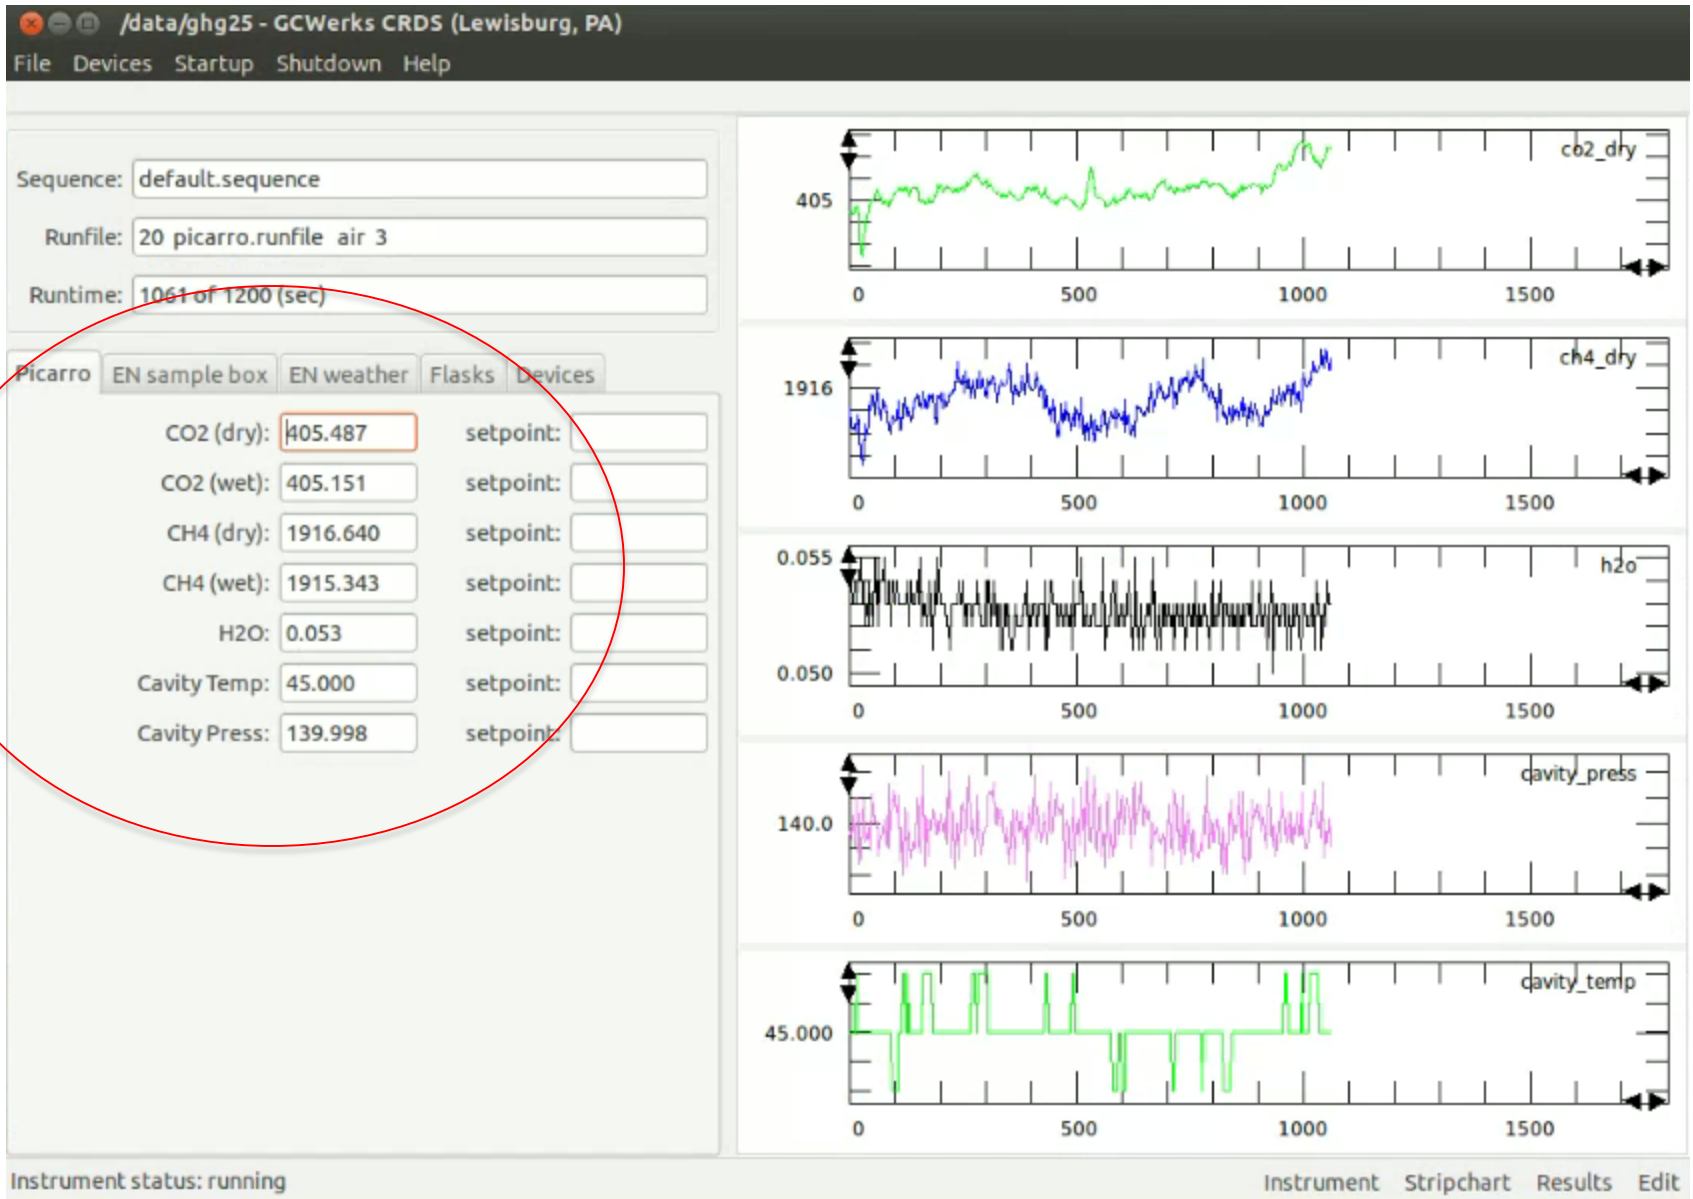 /data/ghg25 - GCWerks CRDS (Lewisburg, PA)
File Devices Startup Shutdown Help
Sequence: default.sequence
Runfile: 20 picarro.runfile air 3
Runtime: 1061 of 1200 (sec)
Picarro EN sample box EN weather Flasks Devices
CO2 (dry): 405.487 setpoint:
CO2 (wet): 405.151 setpoint:
CH4 (dry): 1916.640 setpoint:
CH4 (wet): 1915.343 setpoint:
H2O: 0.053 setpoint:
Cavity Temp: 45.000 setpoint:
Cavity Press: 139.998 setpoint:
co2_dry
405
0 500 1000 1500
ch4_dry
1916
0 500 1000 1500
0.055
h2o
0.050
0 500 1000 1500
cavity_press
140.0
0 500 1000 1500
cavity_temp
45.000
0 500 1000 1500
Instrument status: running
Instrument Stripchart Results Edit